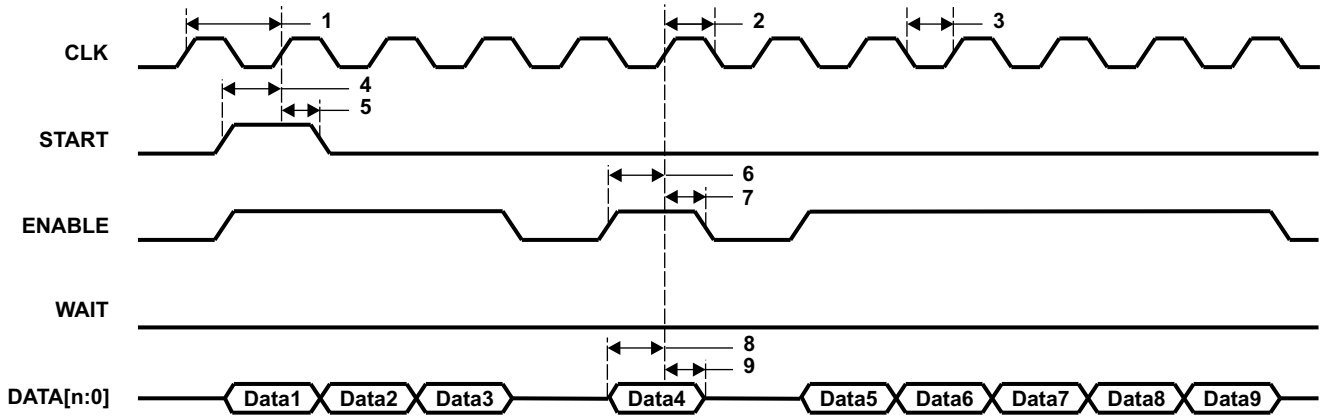 1 2 3
CLK
4
5
START
6
7
ENABLE
WAIT
8
9
DATA[n:0] Data1 Data2 Data3 Data4 Data5 Data6 Data7 Data8 Data9